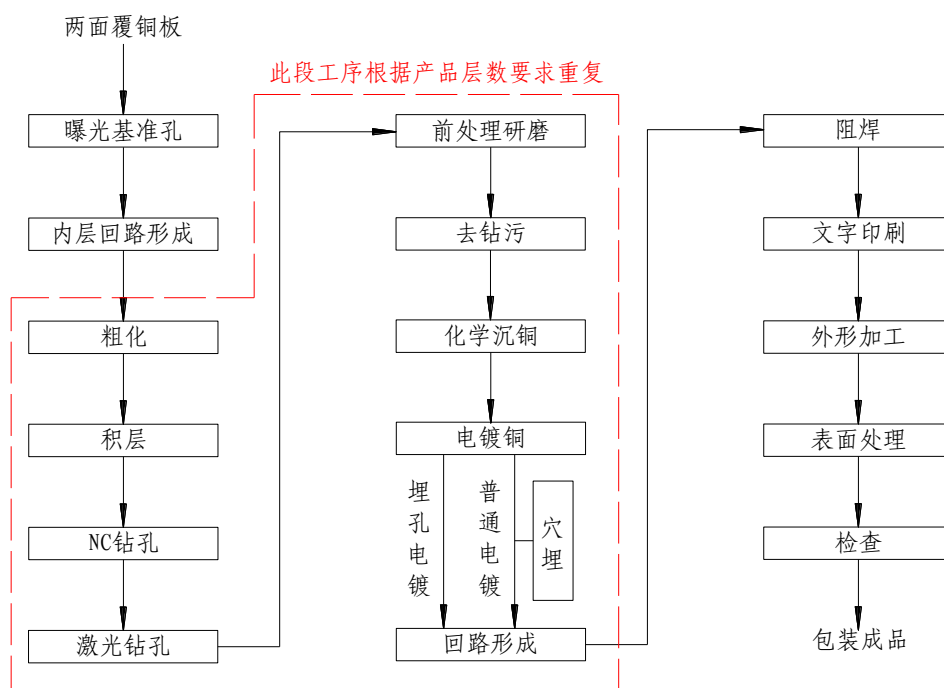 两面覆铜板
此段工序根据产品层数要求重复
曝光基准孔
内层回路形成
粗化
积层
NC钻孔
激光钻孔
前处理研磨
去钻污
化学沉铜
电镀铜
埋孔电镀
普通电镀
穴埋
回路形成
阻焊
文字印刷
外形加工
表面处理
检查
包装成品